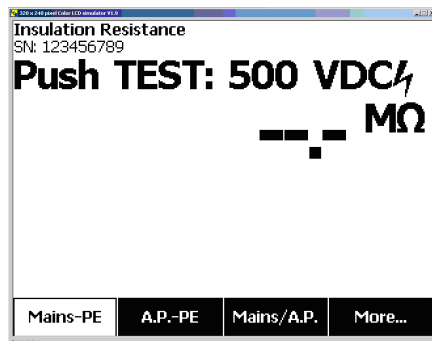 320 x 240 pixel Color LCD simulator V1.9
Insulation Resistance
SN: 123456789
Push TEST: 500 VDC
--.- MΩ
Mains-PE A.P.-PE Mains/A.P. More...